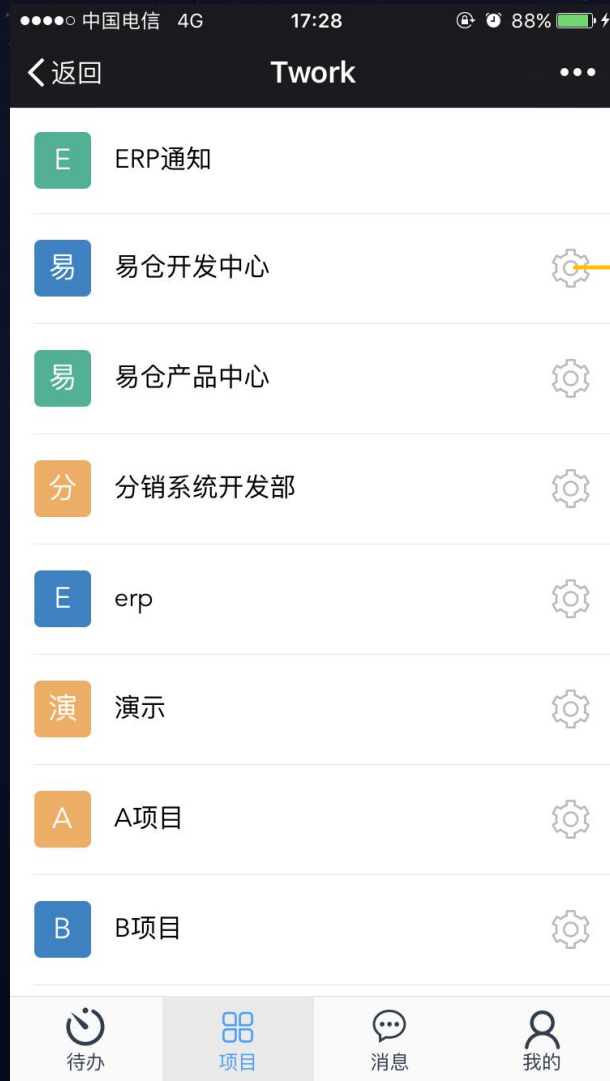 中国电信 4G 17:28 88%
返回 Twork
E ERP通知
易 易仓开发中心
易 易仓产品中心
分 分销系统开发部
E erp
演 演示
A A项目
B B项目
待办 项目 消息 我的